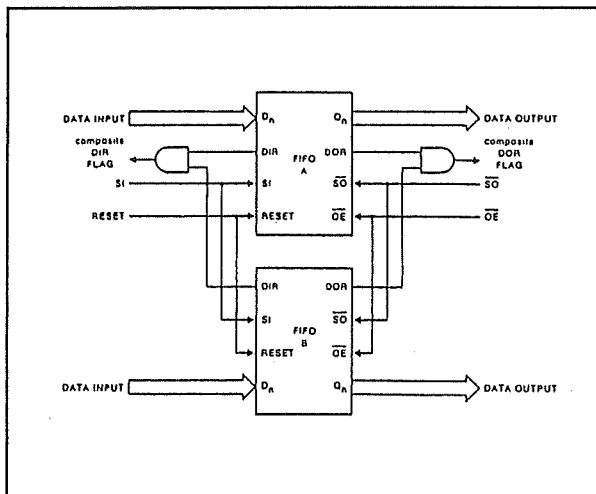 DATA INPUT
Dn
Qn
DATA OUTPUT
composite
DIR
FLAG
DIR
FIFO
A
DOR
composite
DOR
FLAG
SI
SI
SO
SO
RESET
RESET
OE
OE
DIR
DOR
SI
FIFO
B
SO
RESET
OE
DATA INPUT
Dn
Qn
DATA OUTPUT